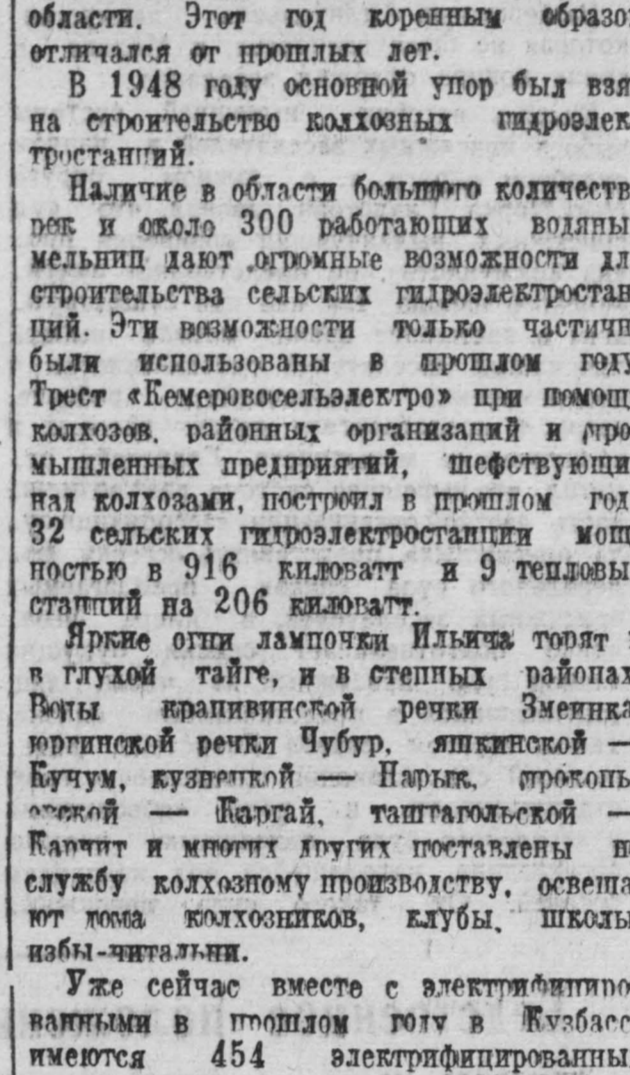 области. Этот год коренным образо
отличался от прошлых лет.
В 1948 году основной упор был взя
на строительство колхозных гидроэлек
тростанций.
Наличие в области большого количеств
рек и около 300 работающих водяны
мельниц дают огромные возможности дл
строительства сельских гидроэлектростан
ций. Эти возможности только частичн
были использованы в прошлом году
Трест «Кемеровосельэлектро» при помощ
колхозов, районных организаций и про
мышленных предприятий, шефствующи
над колхозами, построил в прошлом год
32 сельских гидроэлектростанции мощ
ностью в 916 киловатт и 9 тепловы
станций на 206 киловатт.
Яркие огни лампочки Ильича горят
в глухой тайге, и в степных районах
Воды крапивинской речки Змеинка
юргинской речки Чубур, яшкинской —
Кучум, кузнецкой — Нарык, прокопь
евской — Каргай, таштагольской —
Карчит и многих других поставлены н
службу колхозному производству, освеща
ют дома колхозников, клубы, школы
избы-читальни.
Уже сейчас вместе с электрифициро
ванными в прошлом году в Кузбасс
имеются 454 электрифицированны